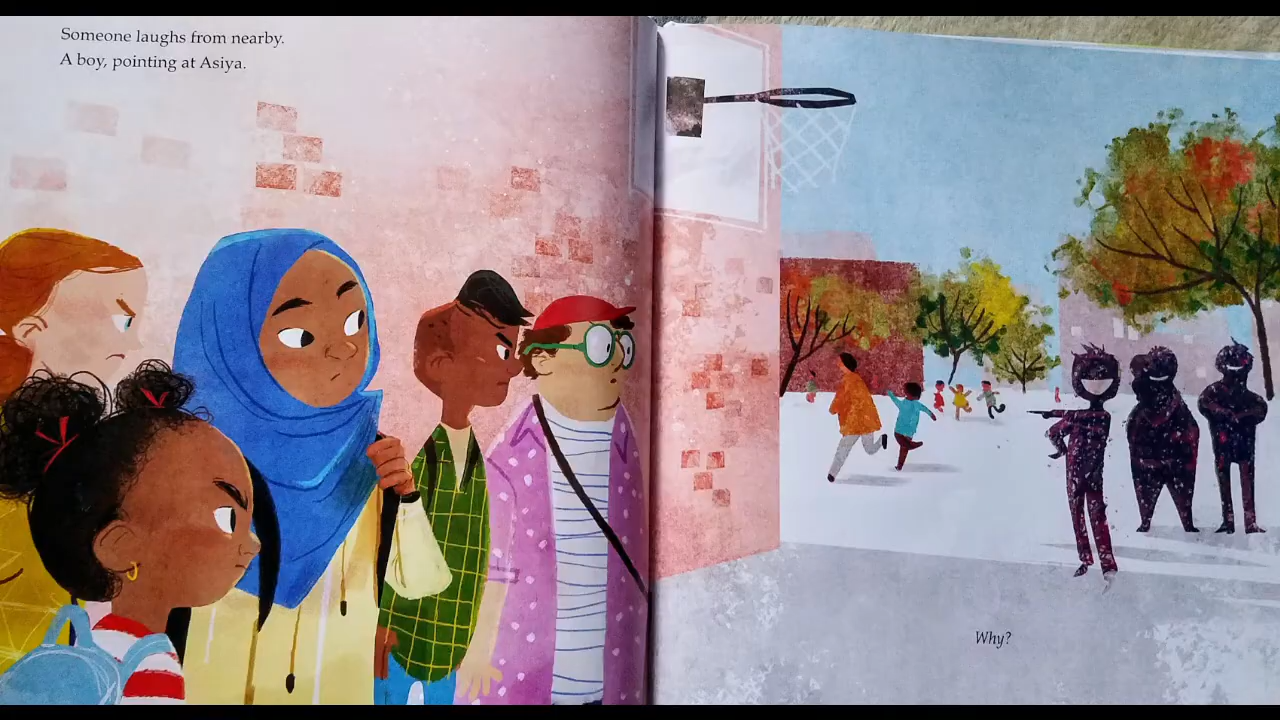 Someone laughs from nearby.
A boy, pointing at Asiya.
Why?